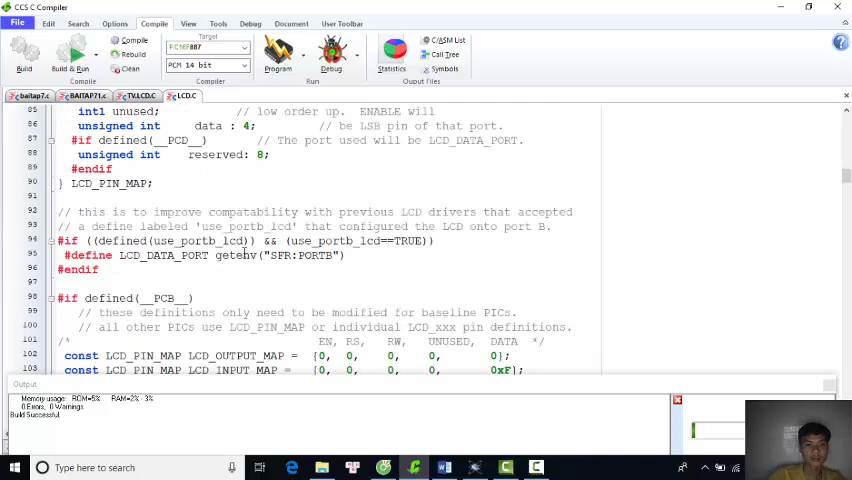 CCS C Compiler
File Edit Search Options Compile View Tools Debug Document User Toolbar
Build
Build & Run
Compile
Rebuild
Clean
Compile
Target
PCM 14 bit
Compiler
Program
Debug
Run
Statistics
C/ASM List
Call Tree
Symbols
Ouput Files
baitap7.c BAITAP71.c TV.LCD.C LCD.C
85 int1 unused; // low order up. ENABLE will
86 unsigned int data : 4; // be LSB pin of that port.
87 #if defined(__PCD__) // The port used will be LCD_DATA_PORT.
88 unsigned int reserved: 8;
89 #endif
90 } LCD_PIN_MAP;
91
92 // this is to improve compatability with previous LCD drivers that accepted
93 // a define labeled 'use_portb_lcd' that configured the LCD onto port B.
94 #if ((defined(use_portb_lcd)) && (use_portb_lcd==TRUE))
95 #define LCD_DATA_PORT getenv("SFR:PORTB")
96 #endif
97
98 #if defined(__PCB__)
99 // these definitions only need to be modified for baseline PICs.
100 // all other PICs use LCD_PIN_MAP or individual LCD_xxx pin definitions.
101 /* EN, RS, RW, UNUSED, DATA */
102 const LCD_PIN_MAP LCD_OUTPUT_MAP = {0, 0, 0, 0, 0};
103 const LCD_PIN_MAP LCD_INPUT_MAP = {0, 0, 0, 0, 0xF};
Output
Memory usage: ROM=5% RAM=2% - 3%
0 Errors, 0 Warnings.
Build Successful.
Type here to search